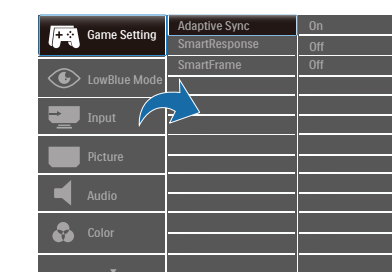 Game Setting
Adaptive Sync On
SmartResponse Off
SmartFrame Off
LowBlue Mode
Input
Picture
Audio
Color